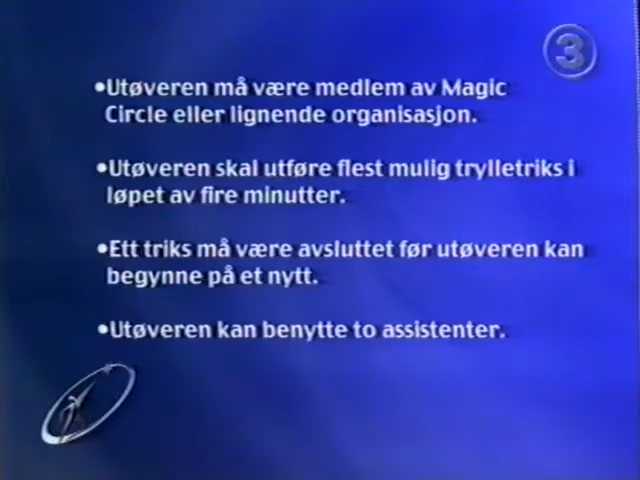 3
•Utøveren må være medlem av Magic
Circle eller lignende organisasjon.
•Utøveren skal utføre flest mulig trylletriks i
løpet av fire minutter.
•Ett triks må være avsluttet før utøveren kan
begynne på et nytt.
•Utøveren kan benytte to assistenter.